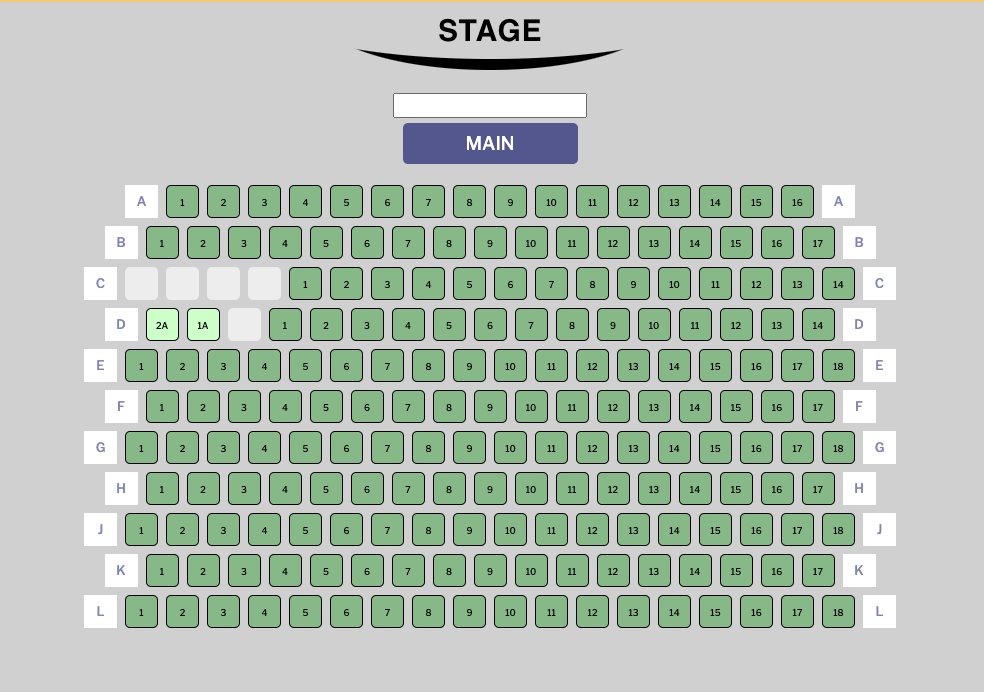 STAGE
MAIN
A 1 2 3 4 5 6 7 8 9 10 11 12 13 14 15 16 A
B 1 2 3 4 5 6 7 8 9 10 11 12 13 14 15 16 17 B
C 1 2 3 4 5 6 7 8 9 10 11 12 13 14 C
D 2A 1A 1 2 3 4 5 6 7 8 9 10 11 12 13 14 D
E 1 2 3 4 5 6 7 8 9 10 11 12 13 14 15 16 17 18 E
F 1 2 3 4 5 6 7 8 9 10 11 12 13 14 15 16 17 F
G 1 2 3 4 5 6 7 8 9 10 11 12 13 14 15 16 17 18 G
H 1 2 3 4 5 6 7 8 9 10 11 12 13 14 15 16 17 H
J 1 2 3 4 5 6 7 8 9 10 11 12 13 14 15 16 17 18 J
K 1 2 3 4 5 6 7 8 9 10 11 12 13 14 15 16 17 K
L 1 2 3 4 5 6 7 8 9 10 11 12 13 14 15 16 17 18 L